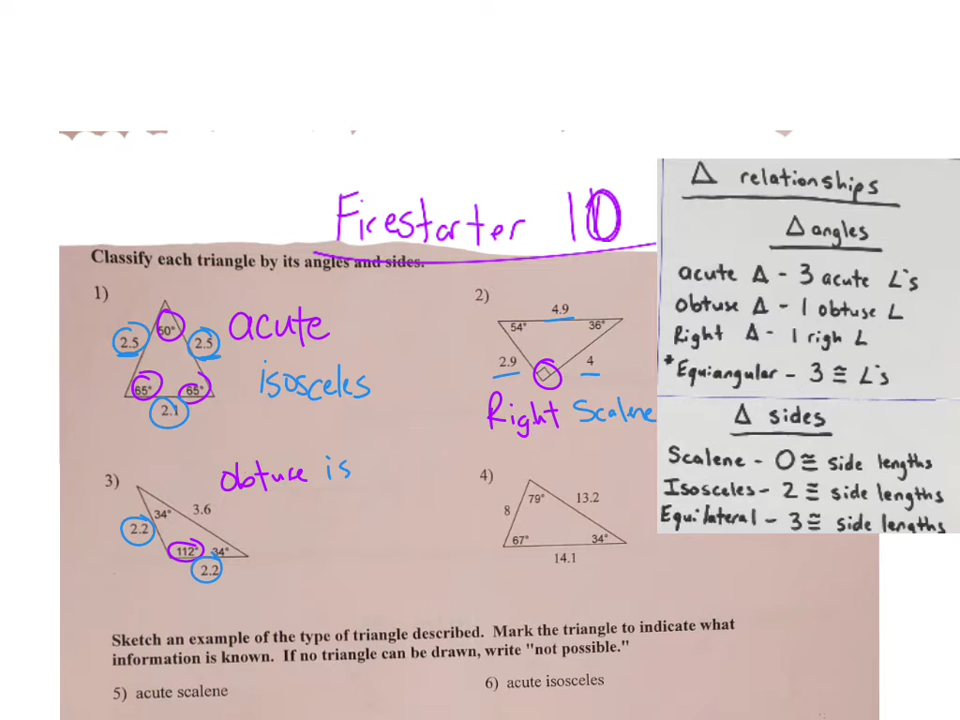 Firestarter 10
Classify each triangle by its angles and sides.
1)
50°
2.5
2.5
65°
65°
2.1
acute
isosceles
2)
4.9
54°
36°
2.9
4
Right Scalene
3)
34°
3.6
2.2
112°
34°
2.2
obtuse is
4)
79°
13.2
8
67°
34°
14.1
Sketch an example of the type of triangle described. Mark the triangle to indicate what
information is known. If no triangle can be drawn, write "not possible."
5) acute scalene
6) acute isosceles
Δ relationships
Δ angles
acute Δ - 3 acute ∠'s
obtuse Δ - 1 obtuse ∠
Right Δ - 1 righ ∠
*Equiangular - 3 ≅ ∠'s
Δ sides
Scalene - 0 ≅ side lengths
Isosceles - 2 ≅ side lengths
Equilateral - 3 ≅ side lengths